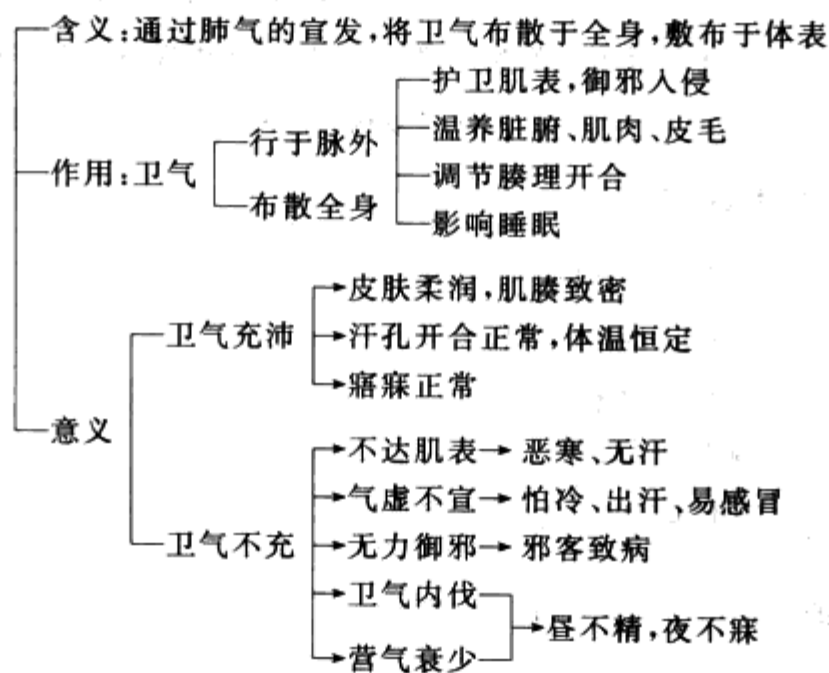 含义:通过肺气的宣发,将卫气布散于全身,敷布于体表
护卫肌表,御邪入侵
行于脉外
温养脏腑、肌肉、皮毛
作用:卫气
调节腠理开合
布散全身
影响睡眠
皮肤柔润,肌腠致密
卫气充沛
汗孔开合正常,体温恒定
寤寐正常
意义
不达肌表
恶寒、无汗
气虚不宣
怕冷、出汗、易感冒
卫气不充
无力御邪
邪客致病
卫气内伐
昼不精,夜不寐
营气衰少